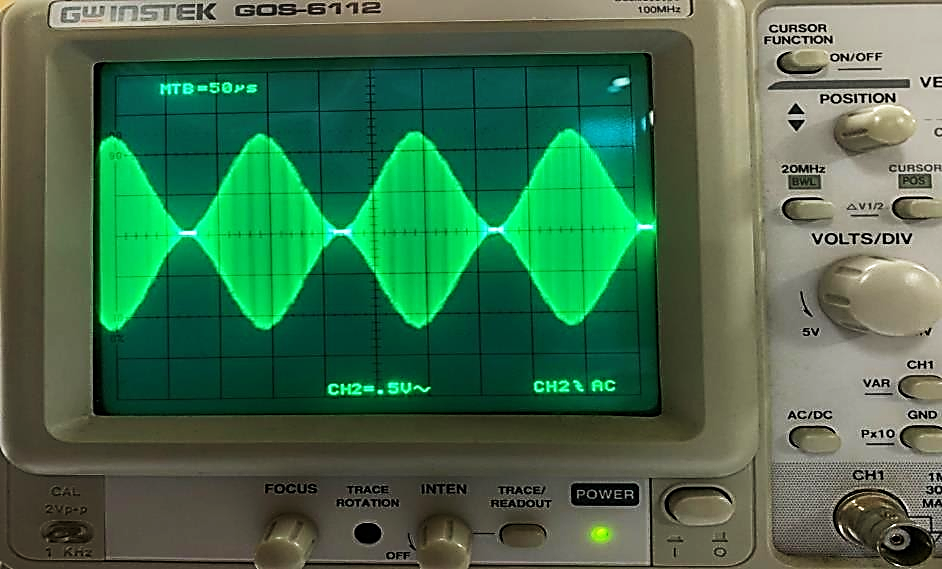 GWINSTEK GOS-6112
100MHz
MTB=50µs
90
CH2=.5V~
CH2 AC
CURSOR
FUNCTION
ON/OFF
POSITION
20MHz
BWL
CURSOR
POS
△V1/2
VOLTS/DIV
5V
CH1
VAR
AC/DC
GND
Px10
CH1
CAL
2Vp-p
1 KHz
FOCUS
TRACE
ROTATION
INTEN
OFF
TRACE/
READOUT
POWER
I O